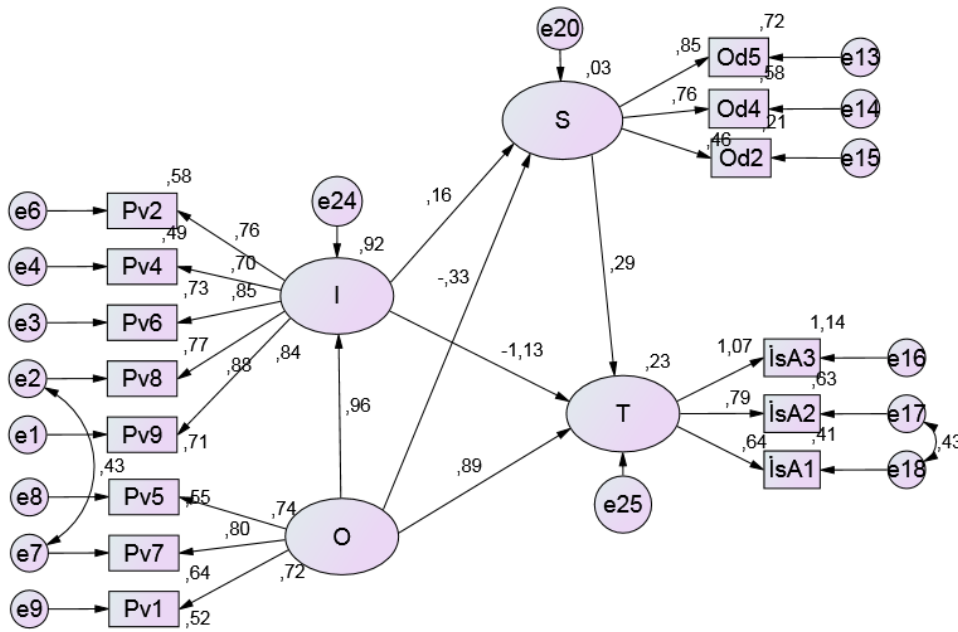 e20
,72
,85
Od5
e13
,03
,58
S
,76
Od4
e14
,21
,46
Od2
e15
,58
e6
Pv2
e24
,16
,76
,49
,92
e4
Pv4
,70
-,33
,29
,73
,85
I
e3
Pv6
1,14
,77
,84
-1,13
1,07
İsA3
e16
e2
Pv8
,88
,23
,63
,96
T
,79
İsA2
e17
e1
Pv9
,71
,64
,41
,43
,43
,89
İsA1
e18
e8
Pv5
,55
,74
e25
,80
O
e7
Pv7
,64
,72
e9
Pv1
,52